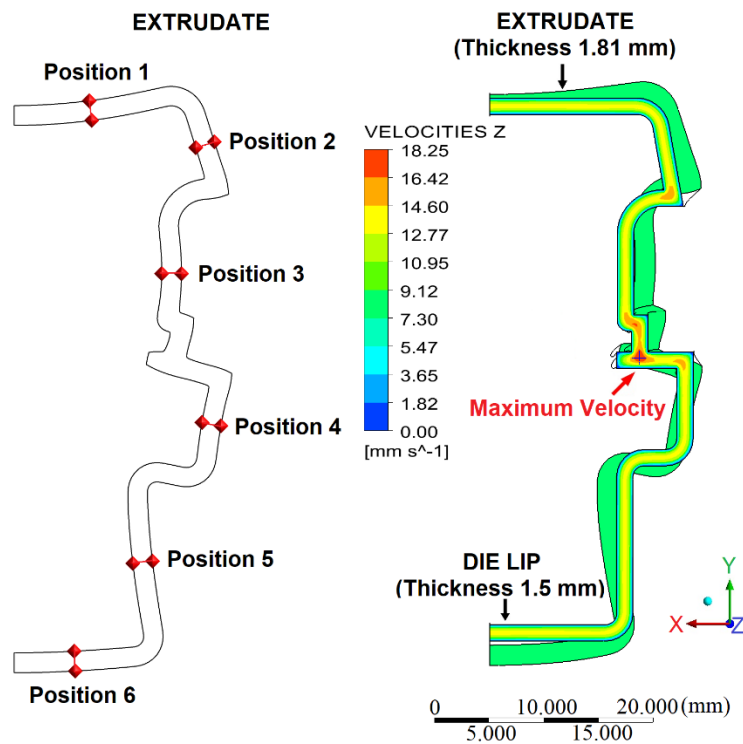 EXTRUDATE
Position 1
Position 2
Position 3
Position 4
Position 5
Position 6
EXTRUDATE
(Thickness 1.81 mm)
VELOCITIES Z
18.25
16.42
14.60
12.77
10.95
9.12
7.30
5.47
3.65
1.82
0.00
[mm s^-1]
Maximum Velocity
DIE LIP
(Thickness 1.5 mm)
Y
X
Z
0 10.000 20.000 (mm)
5.000 15.000